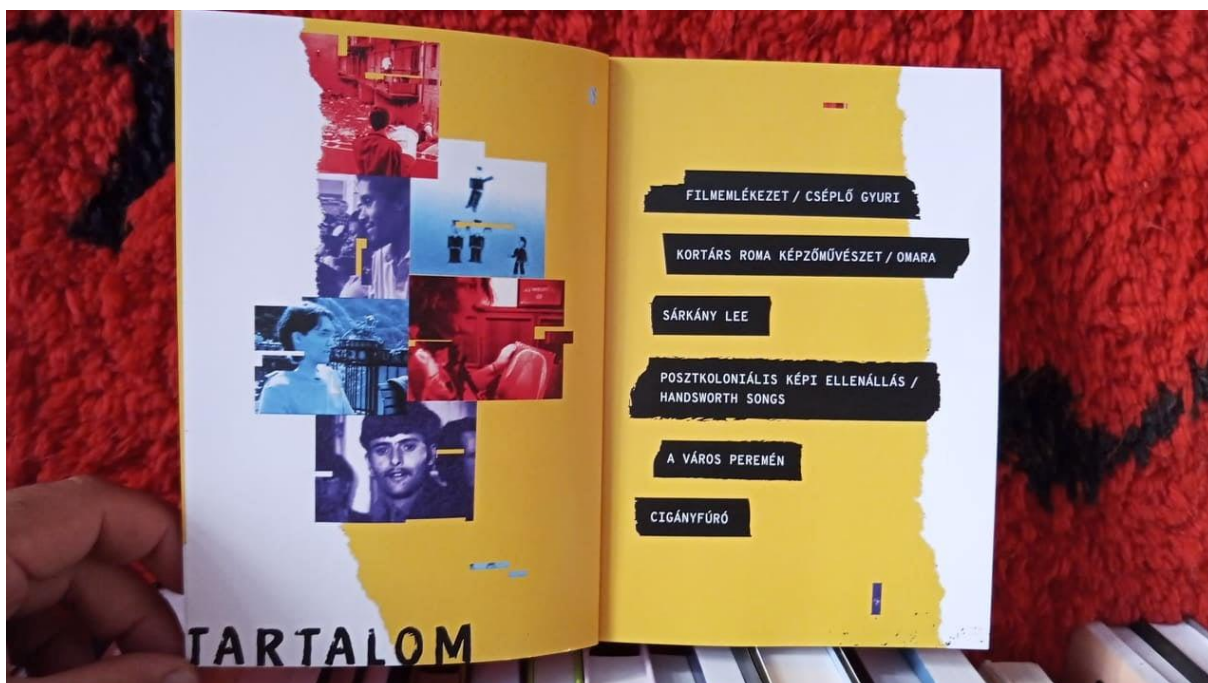 TARTALOM
FILMEMLÉKEZET / CSÉPLŐ GYURI
KORTÁRS ROMA KÉPZŐMŰVÉSZET / OMARA
SÁRKÁNY LEE
POSZTKOLONIÁLIS KÉPI ELLENÁLLÁS /
HANDSWORTH SONGS
A VÁROS PEREMÉN
CIGÁNYFÚRÓ